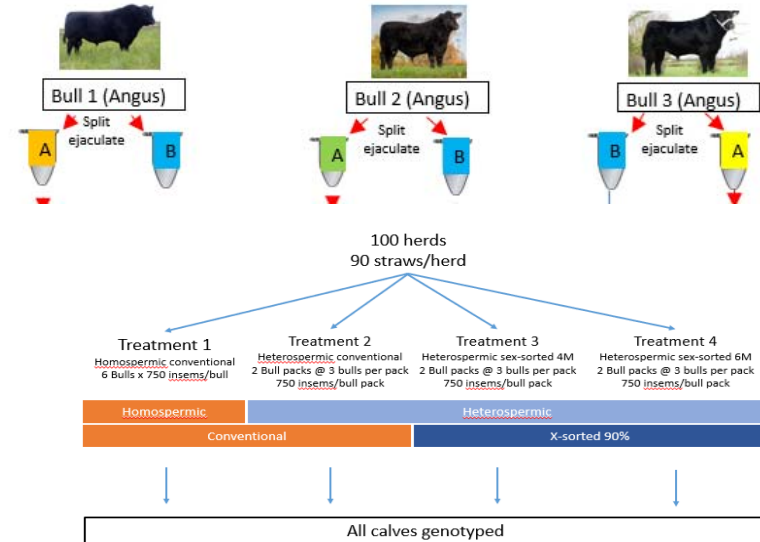 Bull 1 (Angus)
Split
ejaculate
A
B
Bull 2 (Angus)
Split
ejaculate
A
B
Bull 3 (Angus)
Split
ejaculate
B
A
100 herds
90 straws/herd
Treatment 1
Homospermic conventional
6 Bulls x 750 insems/bull
Treatment 2
Heterospermic conventional
2 Bull packs @ 3 bulls per pack
750 insems/bull pack
Treatment 3
Heterospermic sex-sorted 4M
2 Bull packs @ 3 bulls per pack
750 insems/bull pack
Treatment 4
Heterospermic sex-sorted 6M
2 Bull packs @ 3 bulls per pack
750 insems/bull pack
Homospermic
Heterospermic
Conventional
X-sorted 90%
All calves genotyped